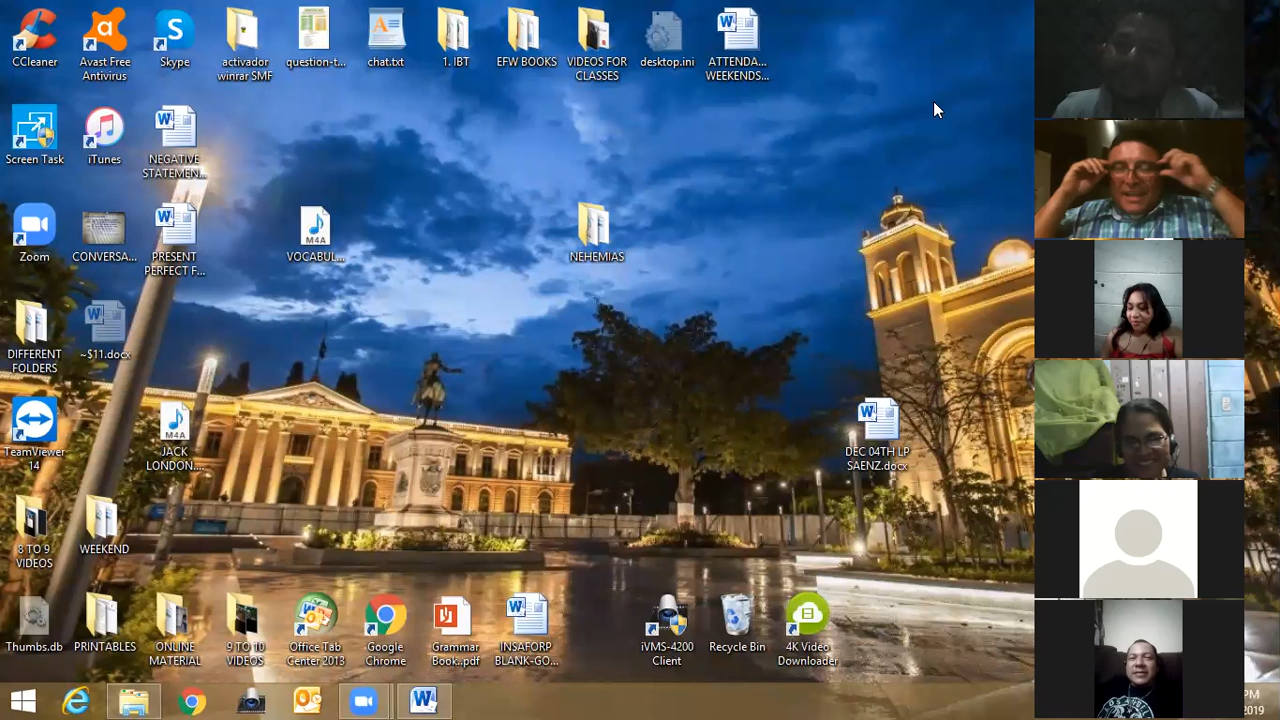 CCleaner
Avast Free
Antivirus
Skype
activador
winrar SMF
question-t...
chat.txt
1. IBT
EFW BOOKS
VIDEOS FOR
CLASSES
desktop.ini
ATTENDA...
WEEKENDS...
Screen Task
iTunes
NEGATIVE
STATEMEN...
Zoom
CONVERSA...
PRESENT
PERFECT F...
M4A
VOCABUL...
NEHEMIAS
DIFFERENT
FOLDERS
~$11.docx
TeamViewer
14
M4A
JACK
LONDON....
DEC 04TH LP
SAENZ.docx
8 TO 9
VIDEOS
WEEKEND
Thumbs.db
PRINTABLES
ONLINE
MATERIAL
9 TO 10
VIDEOS
Office Tab
Center 2013
Google
Chrome
Grammar
Book..pdf
INSAFORP
BLANK-GO...
iVMS-4200
Client
Recycle Bin
4K Video
Downloader
PM
2019